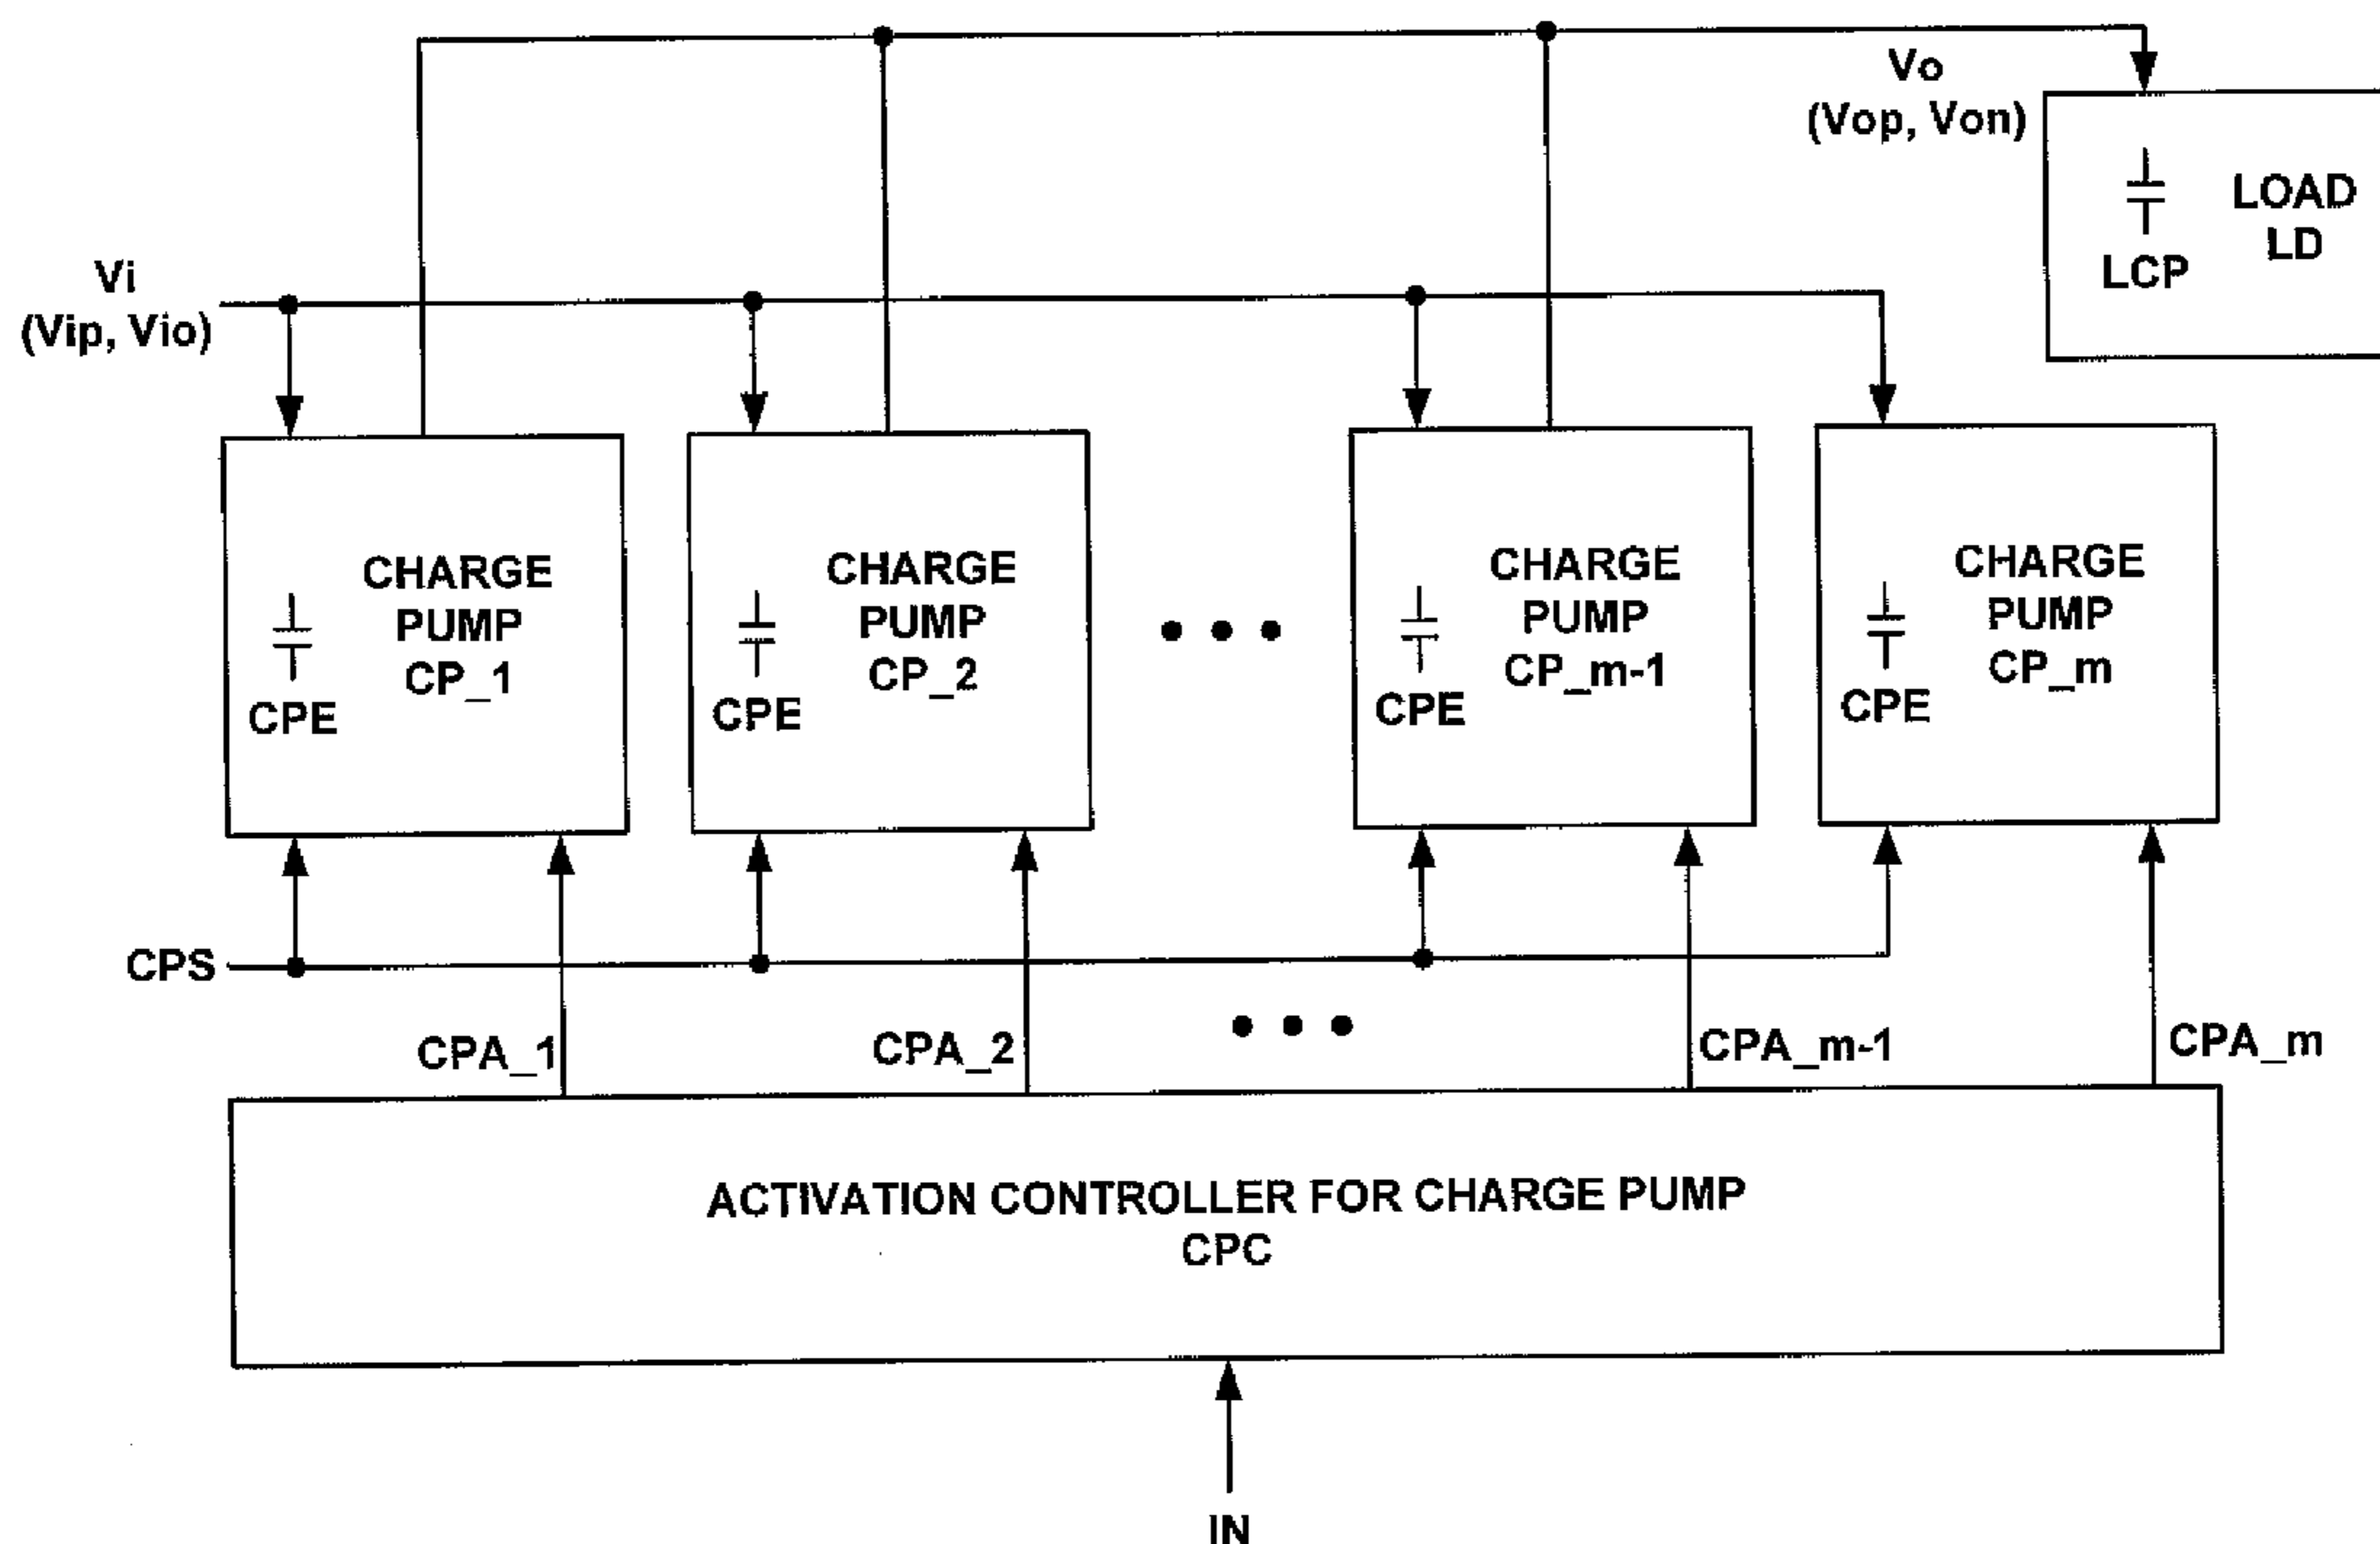 Vo
(Vop, Von)
LOAD
LD
LCP
Vi
(Vip, Vio)
CHARGE
PUMP
CP_1
CPE
CHARGE
PUMP
CP_2
CPE
CHARGE
PUMP
CP_m-1
CPE
CHARGE
PUMP
CP_m
CPE
CPS
CPA_1
CPA_2
CPA_m-1
CPA_m
ACTIVATION CONTROLLER FOR CHARGE PUMP
CPC
IN